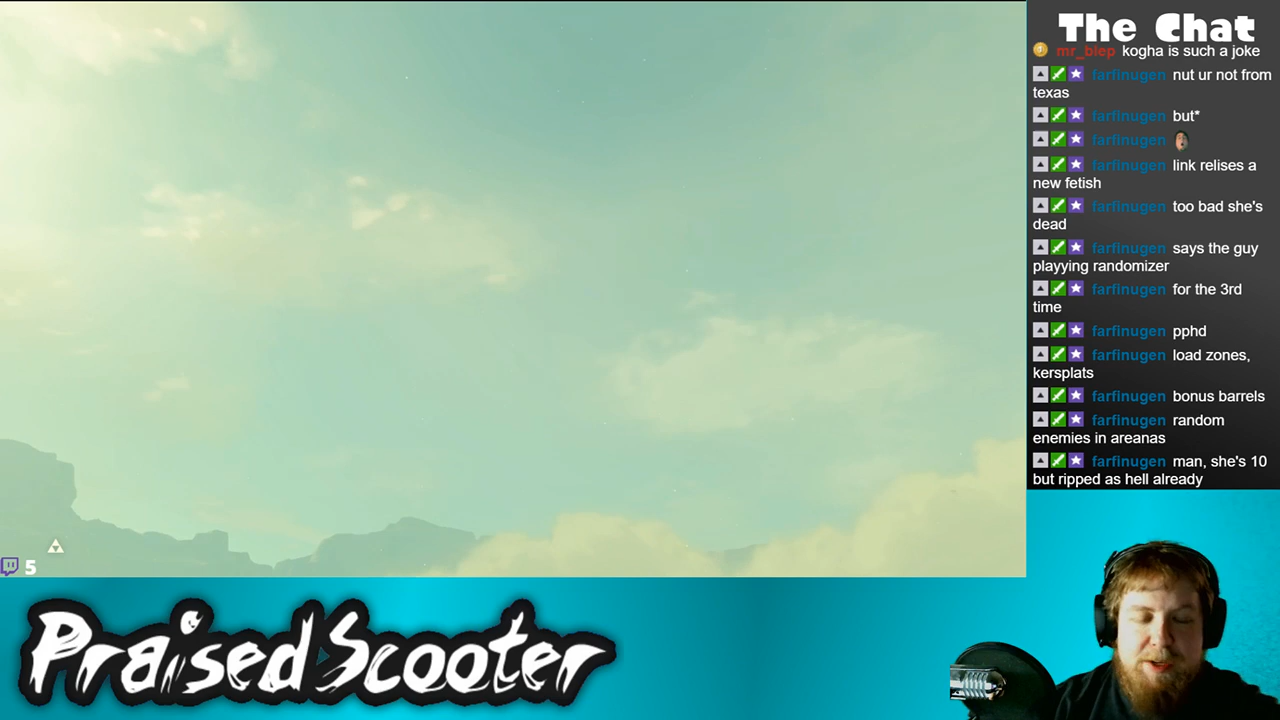 The Chat
mr_blep kogha is such a joke
farfinugen nut ur not from
texas
farfinugen but*
farfinugen
farfinugen link relises a
new fetish
farfinugen too bad she's
dead
farfinugen says the guy
playying randomizer
farfinugen for the 3rd
time
farfinugen pphd
farfinugen load zones,
kersplats
farfinugen bonus barrels
farfinugen random
enemies in areanas
farfinugen man, she's 10
but ripped as hell already
5
PraisedScooter